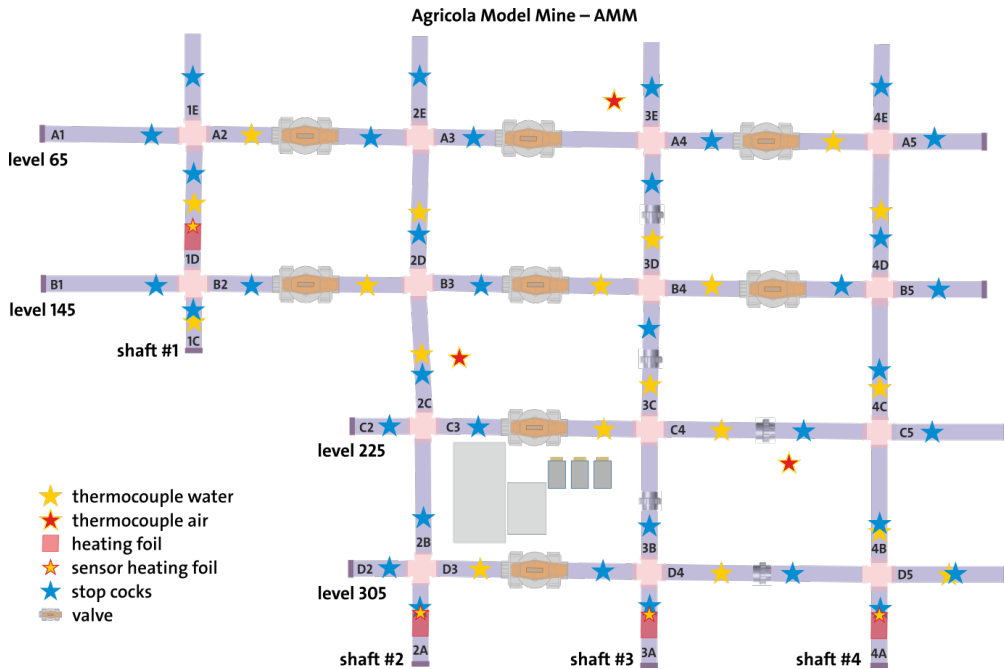 Agricola Model Mine – AMM
1E
2E
3E
4E
A1
A2
A3
A4
A5
level 65
1D
2D
3D
4D
B1
B2
B3
B4
B5
level 145
1C
shaft #1
2C
3C
4C
C2
C3
C4
C5
level 225
thermocouple water
thermocouple air
heating foil
sensor heating foil
stop cocks
valve
2B
3B
4B
D2
D3
D4
D5
level 305
2A
3A
4A
shaft #2
shaft #3
shaft #4